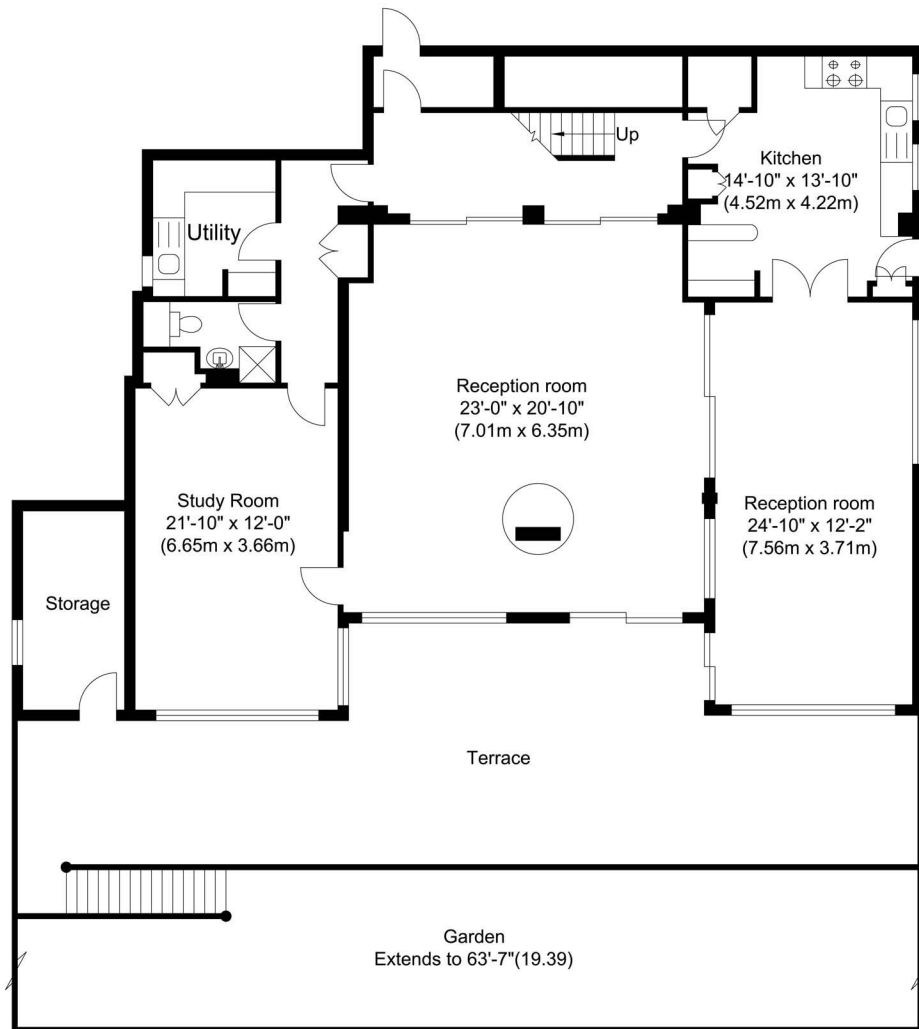 Up
Kitchen
14'-10" x 13'-10"
(4.52m x 4.22m)
Utility
Reception room
23'-0" x 20'-10"
(7.01m x 6.35m)
Study Room
21'-10" x 12'-0"
(6.65m x 3.66m)
Reception room
24'-10" x 12'-2"
(7.56m x 3.71m)
Storage
Terrace
Garden
Extends to 63'-7"(19.39)